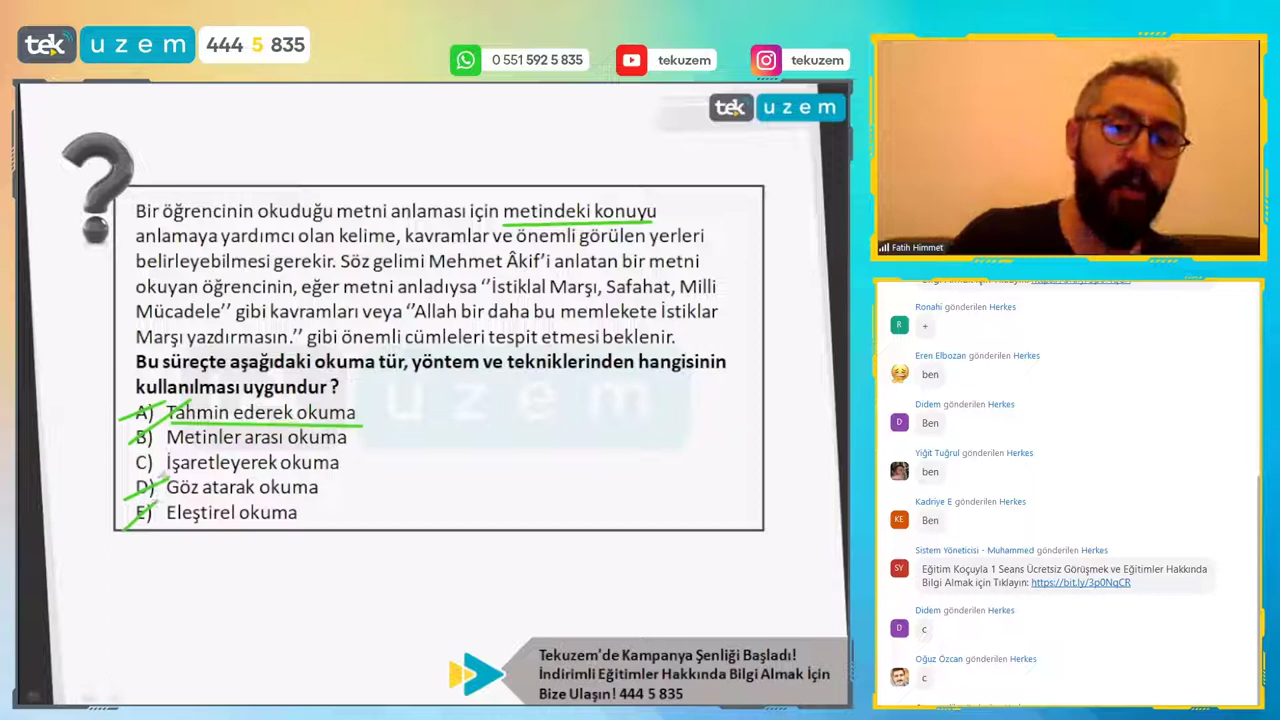 tek uzem 444 5 835
0 551 592 5 835
tekuzem
tekuzem
tek uzem
?
Bir öğrencinin okuduğu metni anlaması için metindeki konuyu
anlamaya yardımcı olan kelime, kavramlar ve önemli görülen yerleri
belirleyebilmesi gerekir. Söz gelimi Mehmet Âkif'i anlatan bir metni
okuyan öğrencinin, eğer metni anladıysa ‘’İstiklal Marşı, Safahat, Milli
Mücadele’’ gibi kavramları veya ‘’Allah bir daha bu memlekete İstiklar
Marşı yazdırmasın.’’ gibi önemli cümleleri tespit etmesi beklenir.
Bu süreçte aşağıdaki okuma tür, yöntem ve tekniklerinden hangisinin
kullanılması uygundur ?
A) Tahmin ederek okuma
B) Metinler arası okuma
C) İşaretleyerek okuma
D) Göz atarak okuma
E) Eleştirel okuma
uzem
Tekuzem'de Kampanya Şenliği Başladı!
İndirimli Eğitimler Hakkında Bilgi Almak İçin
Bize Ulaşın! 444 5 835
Fatih Himmet
Ronahi gönderilen Herkes
R
+
Eren Elbozan gönderilen Herkes
ben
Didem gönderilen Herkes
D
Ben
Yiğit Tuğrul gönderilen Herkes
ben
Kadriye E gönderilen Herkes
KE
Ben
Sistem Yöneticisi - Muhammed gönderilen Herkes
SY
Eğitim Koçuyla 1 Seans Ücretsiz Görüşmek ve Eğitimler Hakkında
Bilgi Almak için Tıklayın: https://bit.ly/3p0NqCR
Didem gönderilen Herkes
D
c
Oğuz Özcan gönderilen Herkes
c